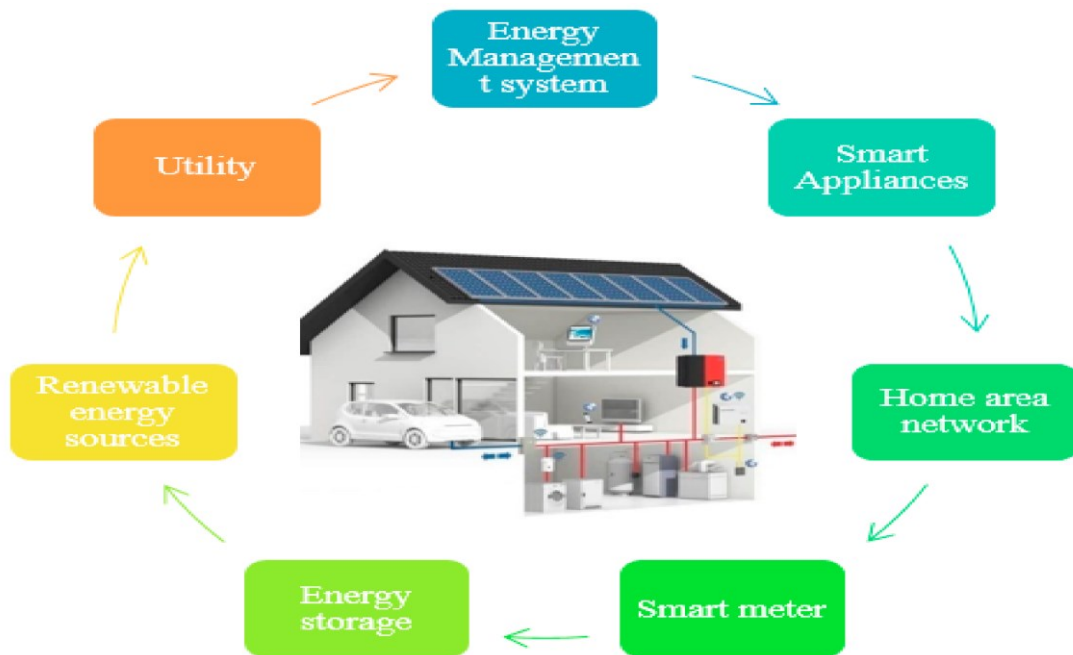 Energy
Managemen
t system
Smart
Appliances
Home area
network
Smart meter
Energy
storage
Renewable
energy
sources
Utility